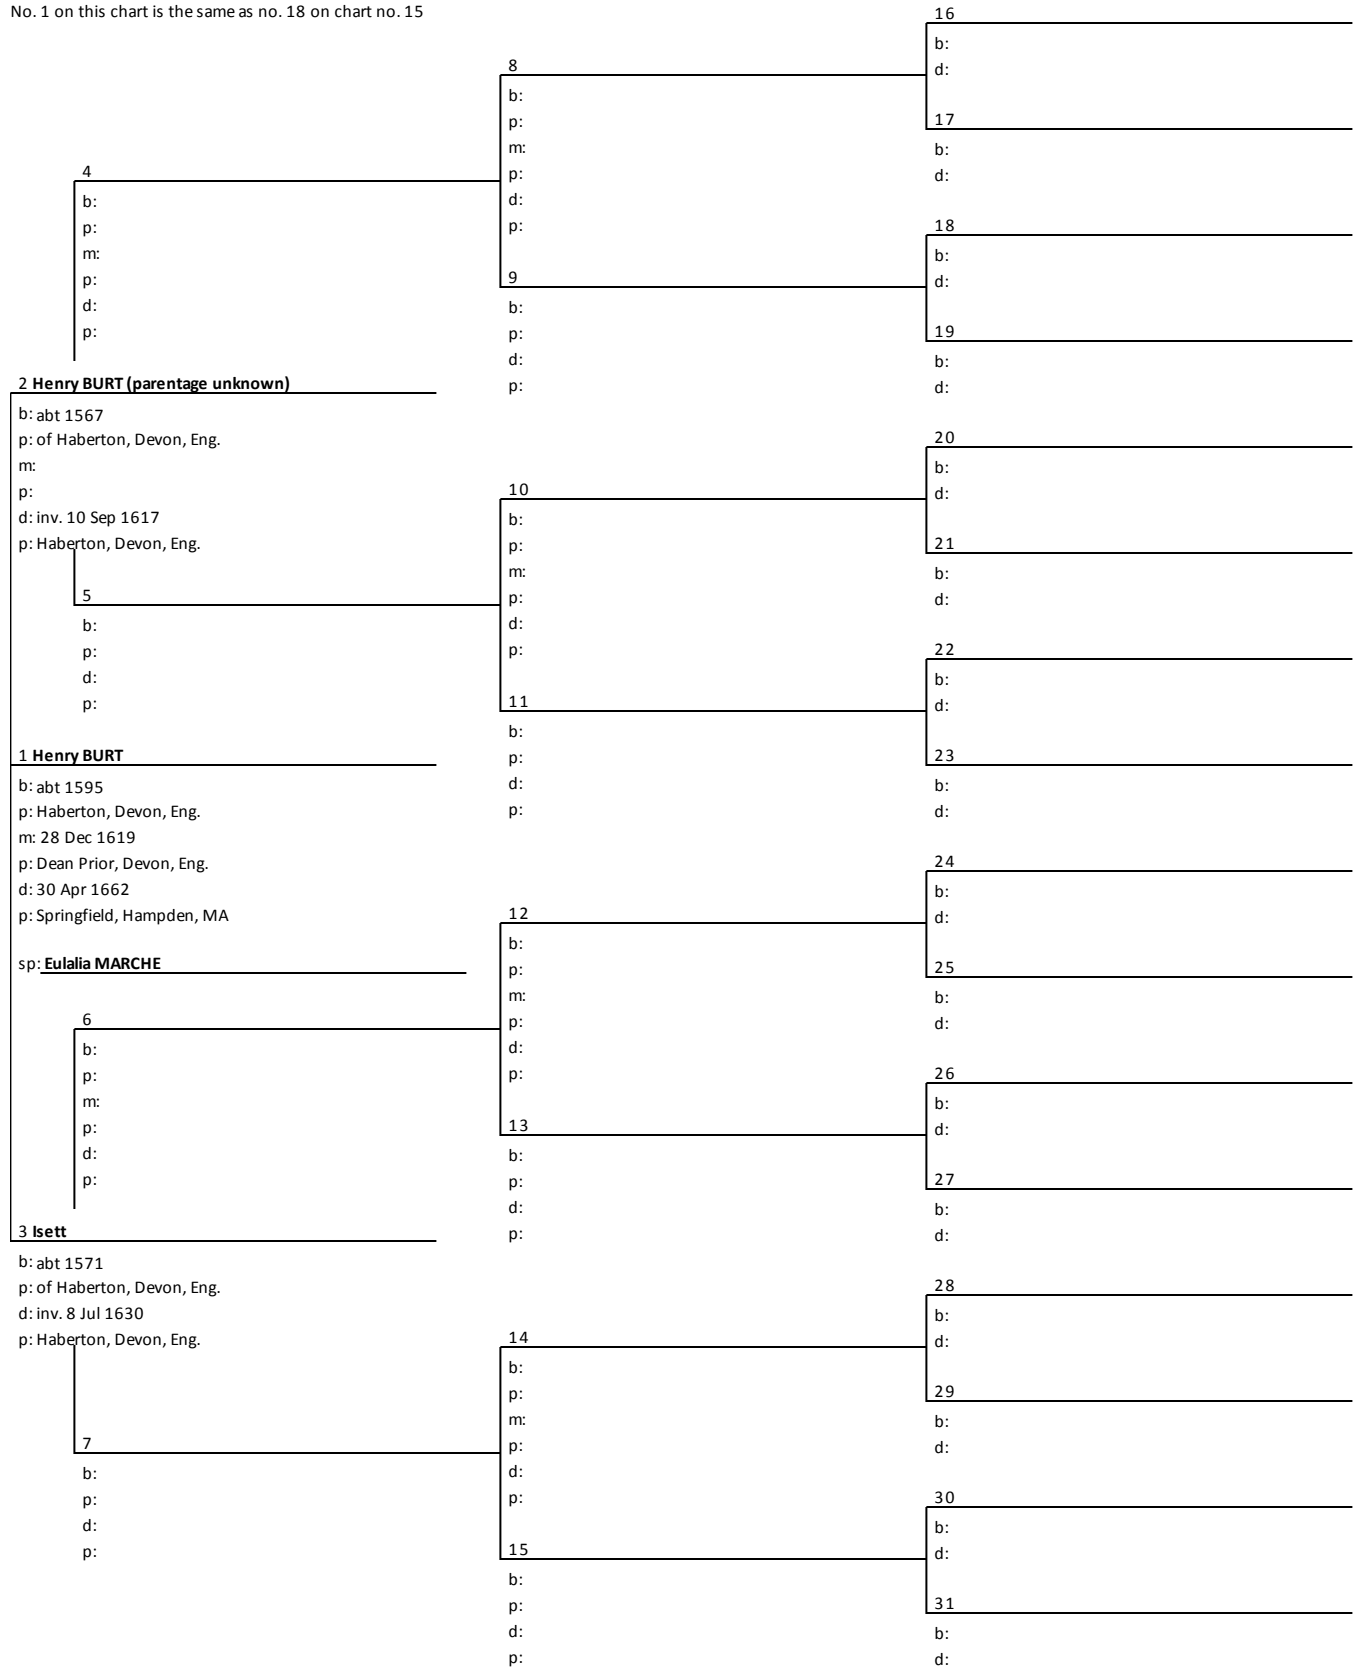 No. 1 on this chart is the same as no. 18 on chart no. 15
4
b:
p:
m:
p:
d:
p:
2 Henry BURT (parentage unknown)
b: abt 1567
p: of Haberton, Devon, Eng.
m:
p:
d: inv. 10 Sep 1617
p: Haberton, Devon, Eng.
5
b:
p:
d:
p:
1 Henry BURT
b: abt 1595
p: Haberton, Devon, Eng.
m: 28 Dec 1619
p: Dean Prior, Devon, Eng.
d: 30 Apr 1662
p: Springfield, Hampden, MA
sp: Eulalia MARCHE
6
b:
p:
m:
p:
d:
p:
3 Isett
b: abt 1571
p: of Haberton, Devon, Eng.
d: inv. 8 Jul 1630
p: Haberton, Devon, Eng.
7
b:
p:
d:
p:
8
b:
p:
m:
p:
d:
p:
9
b:
p:
d:
p:
10
b:
p:
m:
p:
d:
p:
11
b:
p:
d:
p:
12
b:
p:
m:
p:
d:
p:
13
b:
p:
d:
p:
14
b:
p:
m:
p:
d:
p:
15
b:
p:
d:
p:
16
b:
d:
17
b:
d:
18
b:
d:
19
b:
d:
20
b:
d:
21
b:
d:
22
b:
d:
23
b:
d:
24
b:
d:
25
b:
d:
26
b:
d:
27
b:
d:
28
b:
d:
29
b:
d:
30
b:
d:
31
b:
d: